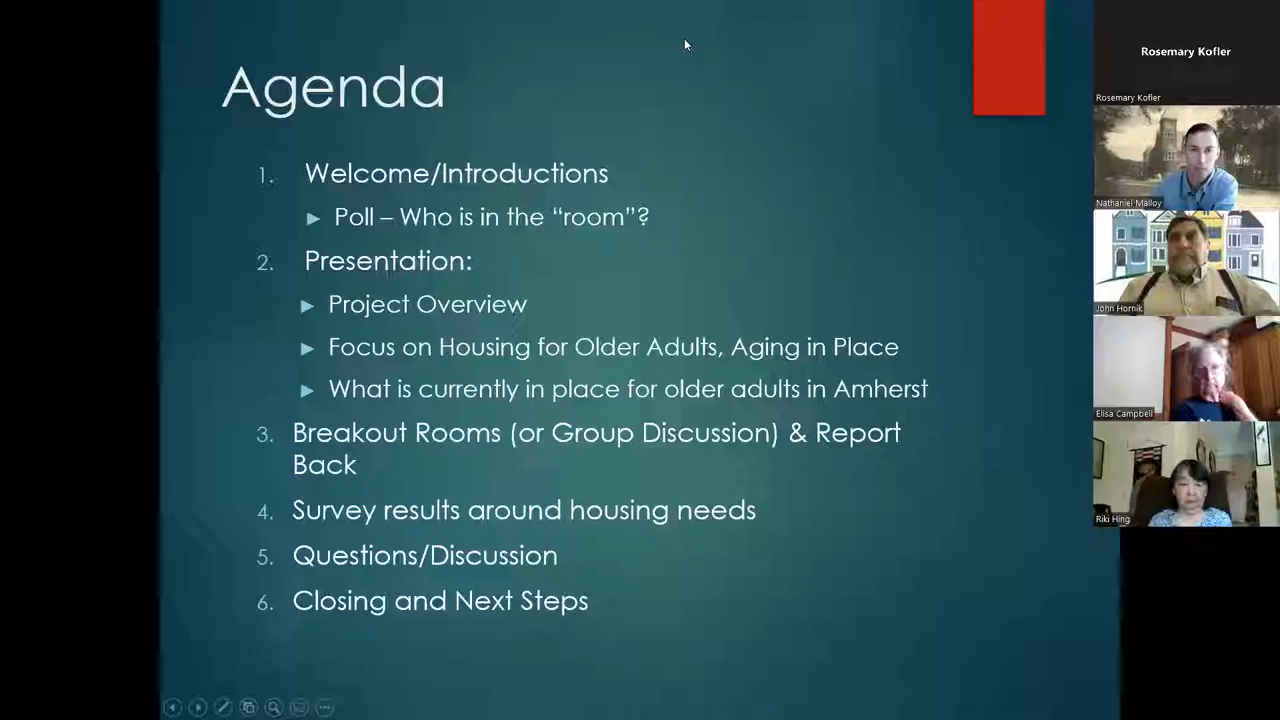 Agenda
1. Welcome/Introductions
► Poll – Who is in the “room”?
2. Presentation:
► Project Overview
► Focus on Housing for Older Adults, Aging in Place
► What is currently in place for older adults in Amherst
3. Breakout Rooms (or Group Discussion) & Report
Back
4. Survey results around housing needs
5. Questions/Discussion
6. Closing and Next Steps
Rosemary Kofler
Rosemary Kofler
Nathaniel Malloy
John Hornik
Elisa Campbell
Riki Hing